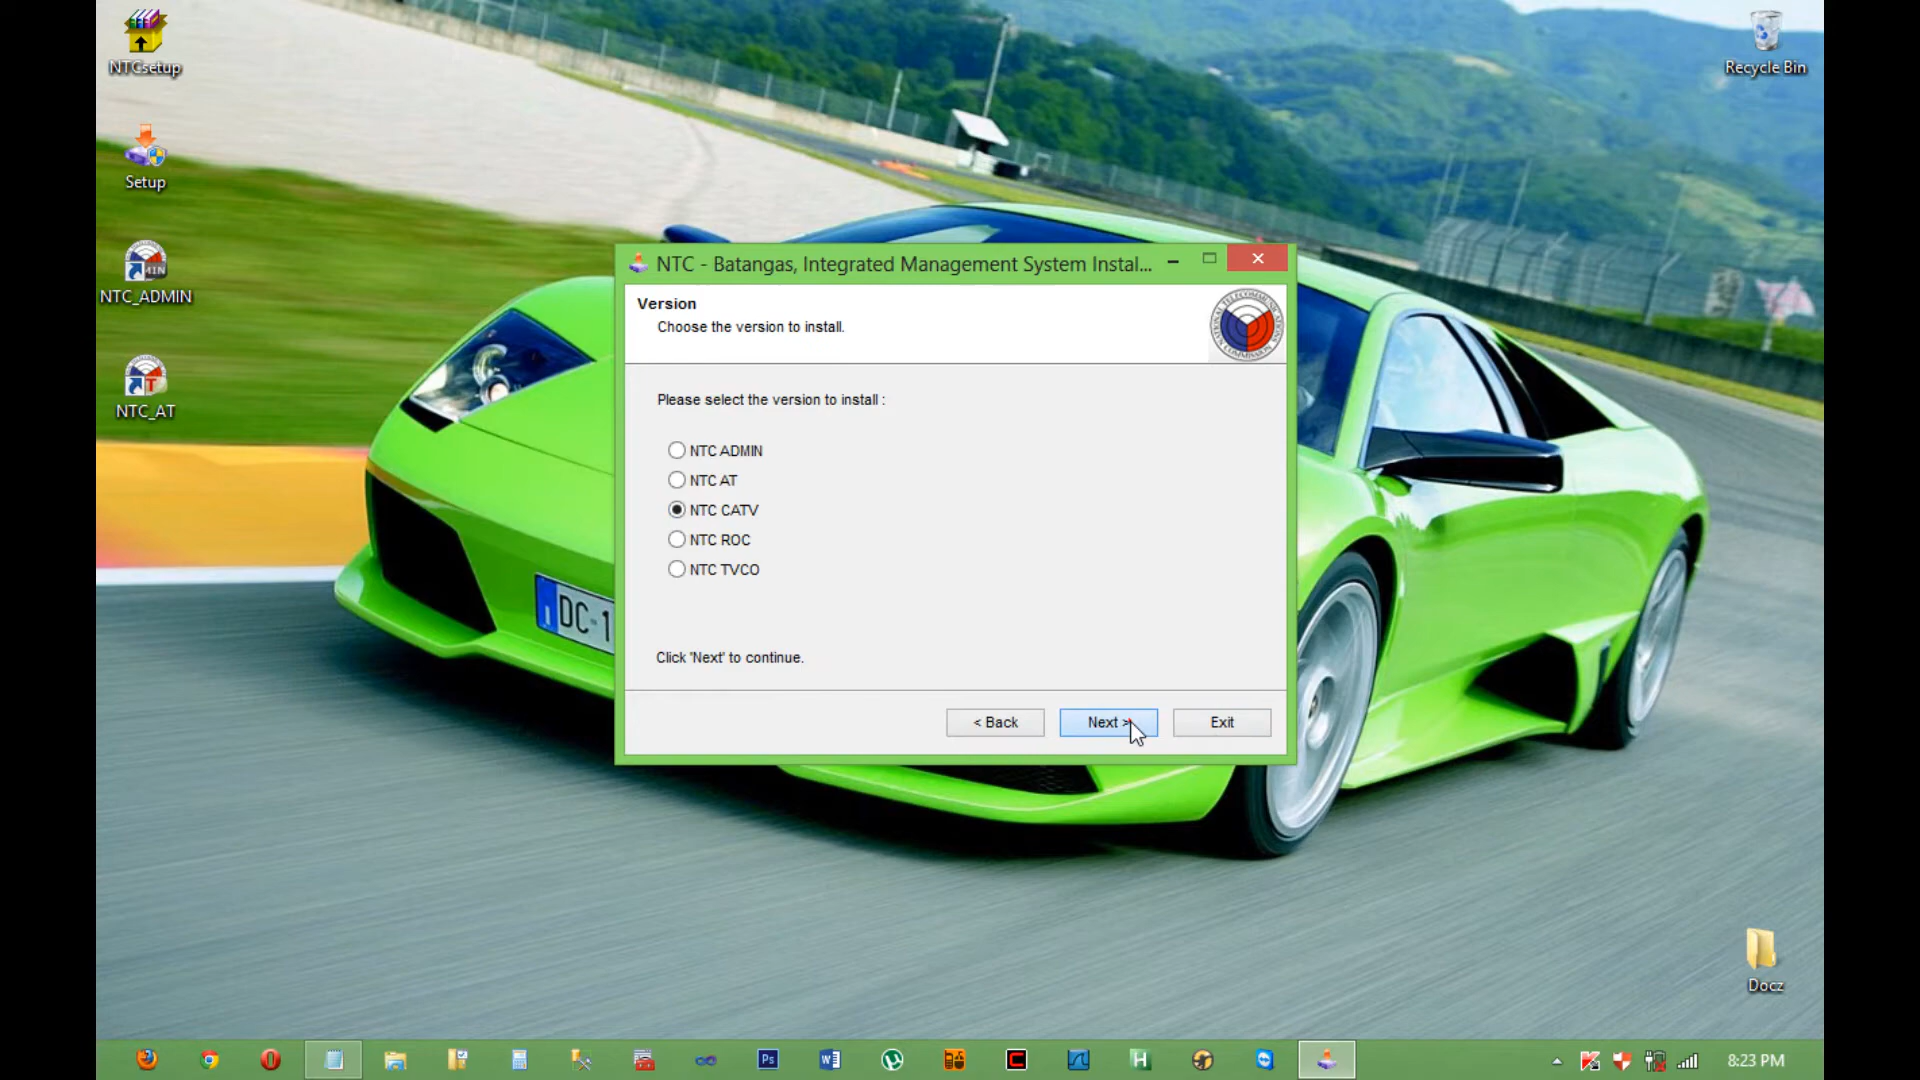 NTCsetup
Setup
NTC_ADMIN
NTC_AT
Recycle Bin
NTC - Batangas, Integrated Management System Instal...
Version
Choose the version to install.
Please select the version to install :
NTC ADMIN
NTC AT
NTC CATV
NTC ROC
NTC TVCO
Click 'Next' to continue.
< Back
Next >
Exit
DC-1
Docz
Ps
8:23 PM